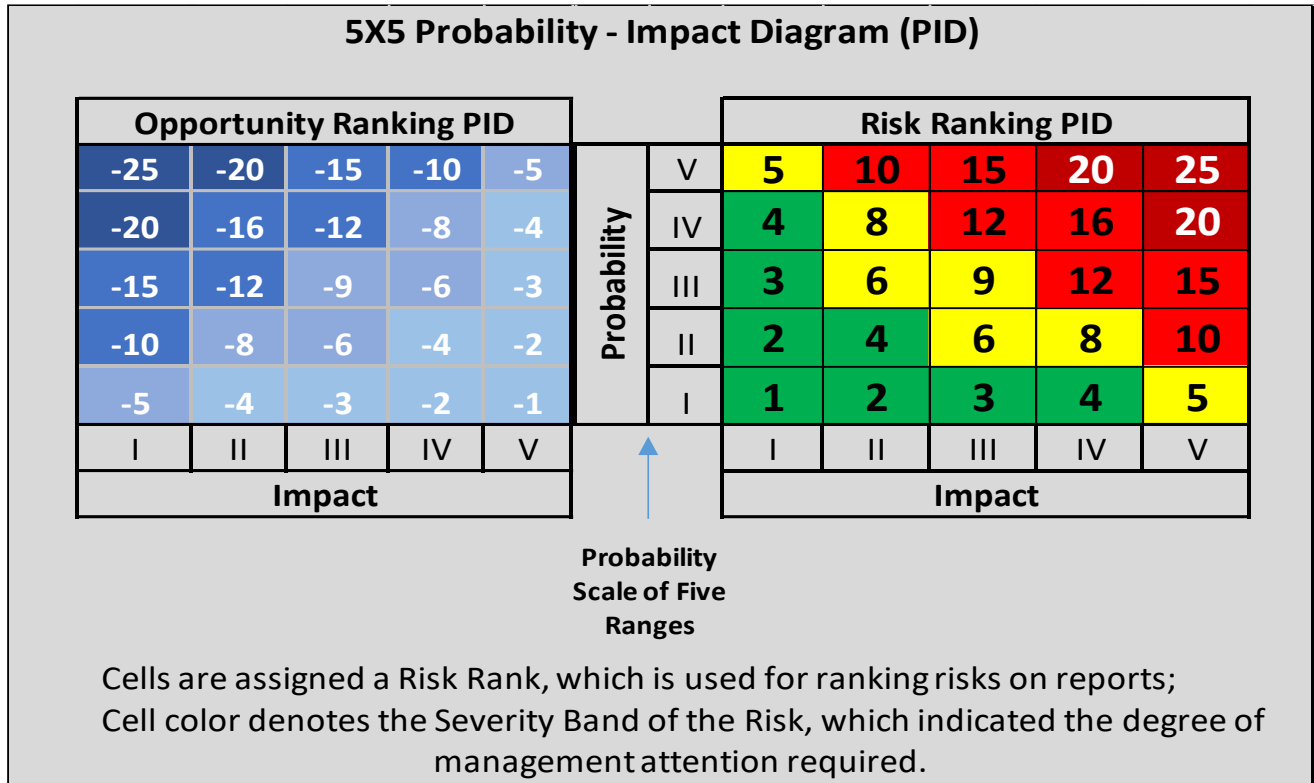 5X5 Probability - Impact Diagram (PID)
Opportunity Ranking PID
Risk Ranking PID
-25 -20 -15 -10 -5 V 5 10 15 20 25
-20 -16 -12 -8 -4 IV 4 8 12 16 20
-15 -12 -9 -6 -3 III 3 6 9 12 15
-10 -8 -6 -4 -2 II 2 4 6 8 10
-5 -4 -3 -2 -1 I 1 2 3 4 5
Probability
I II III IV V I II III IV V
Impact
Impact
Probability
Scale of Five
Ranges
Cells are assigned a Risk Rank, which is used for ranking risks on reports;
Cell color denotes the Severity Band of the Risk, which indicated the degree of
management attention required.